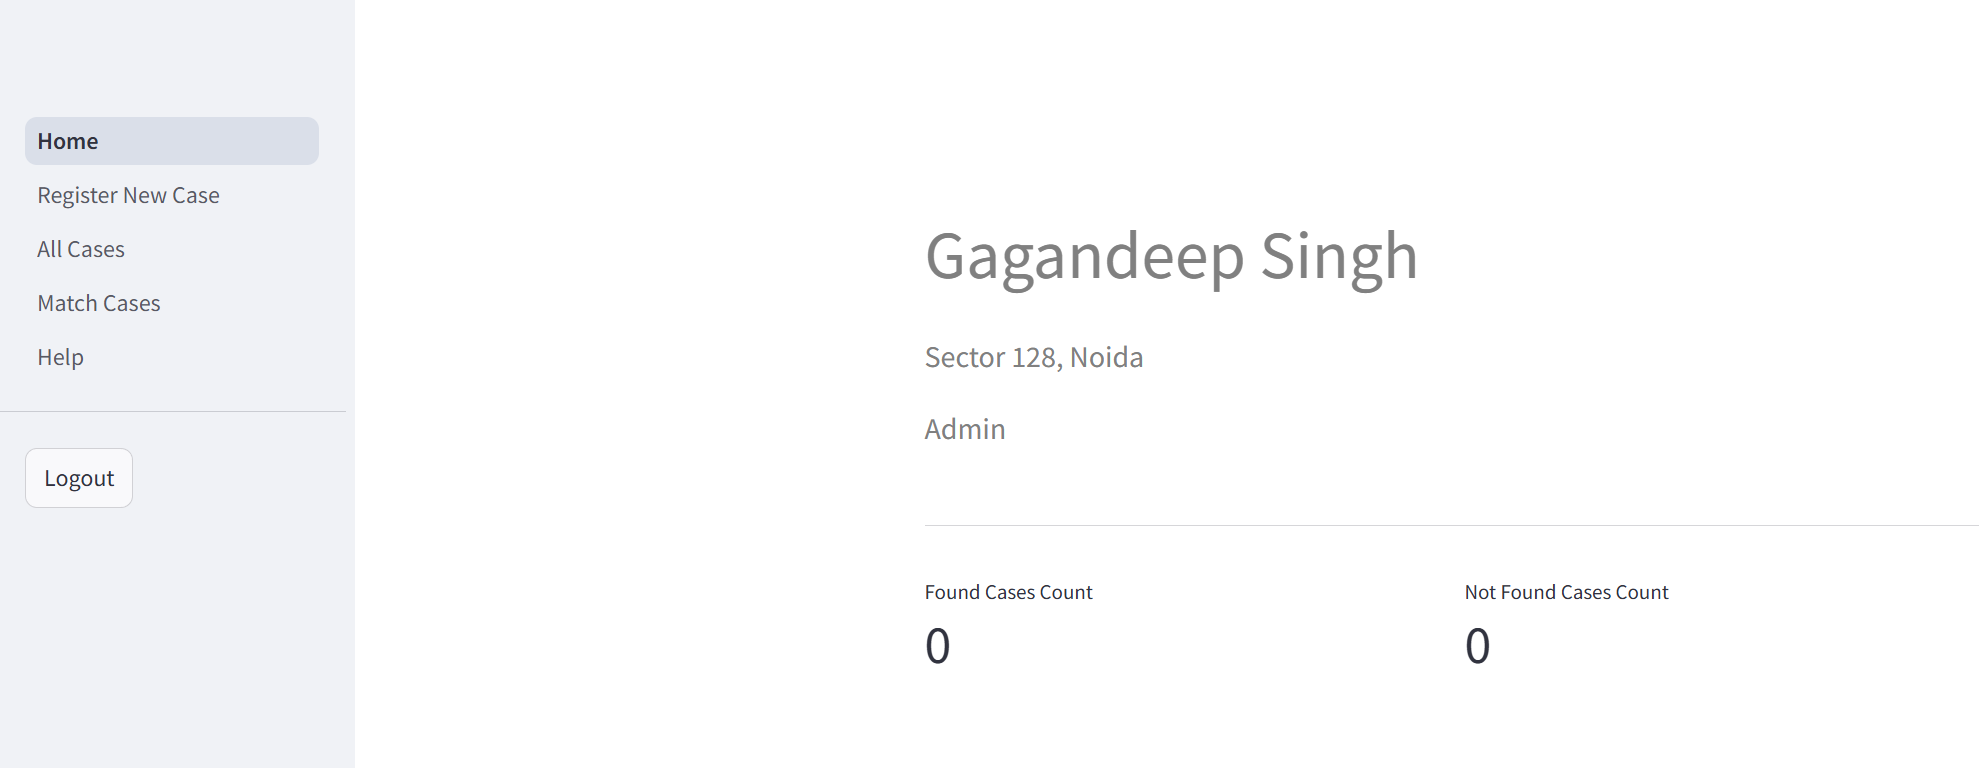 Home
Register New Case
All Cases
Match Cases
Help
Logout
Gagandeep Singh
Sector 128, Noida
Admin
Found Cases Count
0
Not Found Cases Count
0